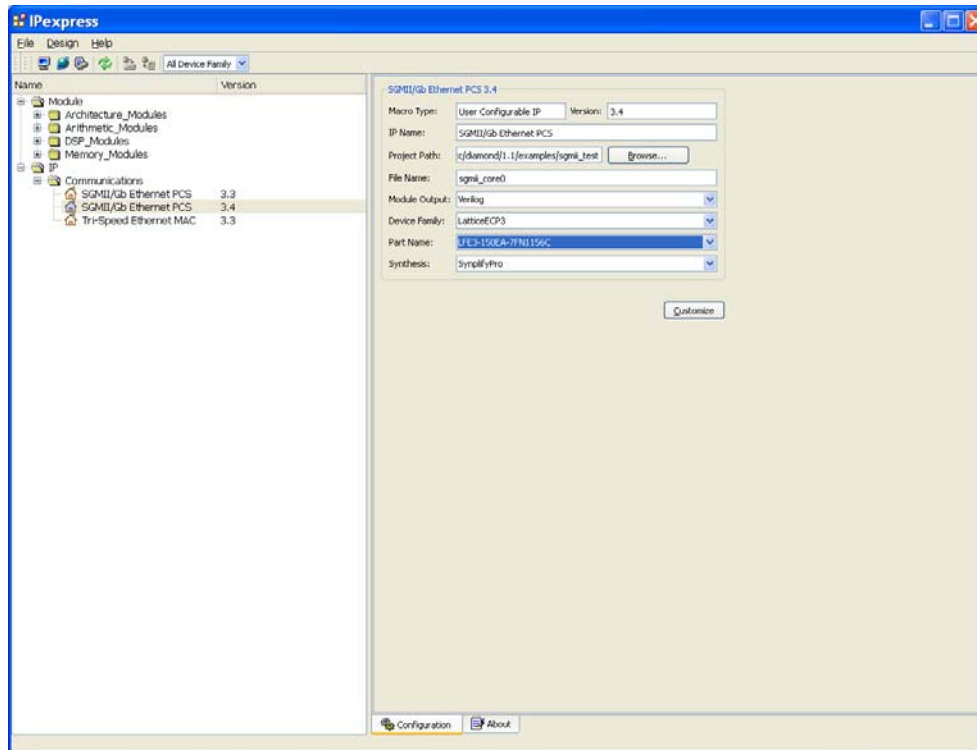 IPexpress
File Design Help
All Device Family
Name Version
Module
Architecture_Modules
Arithmetic_Modules
DSP_Modules
Memory_Modules
IP
Communications
SGMII/Gb Ethernet PCS 3.3
SGMII/Gb Ethernet PCS 3.4
Tri-Speed Ethernet MAC 3.3
SGMII/Gb Ethernet PCS 3.4
Macro Type: User Configurable IP Version: 3.4
IP Name: SGMII/Gb Ethernet PCS
Project Path: c/diamond/1.1/examples/sgmii_test Browse...
File Name: sgmii_core0
Module Output: Verilog
Device Family: LatticeECP3
Part Name: LFE3-150EA-7FN1156C
Synthesis: SynplifyPro
Customize
Configuration About